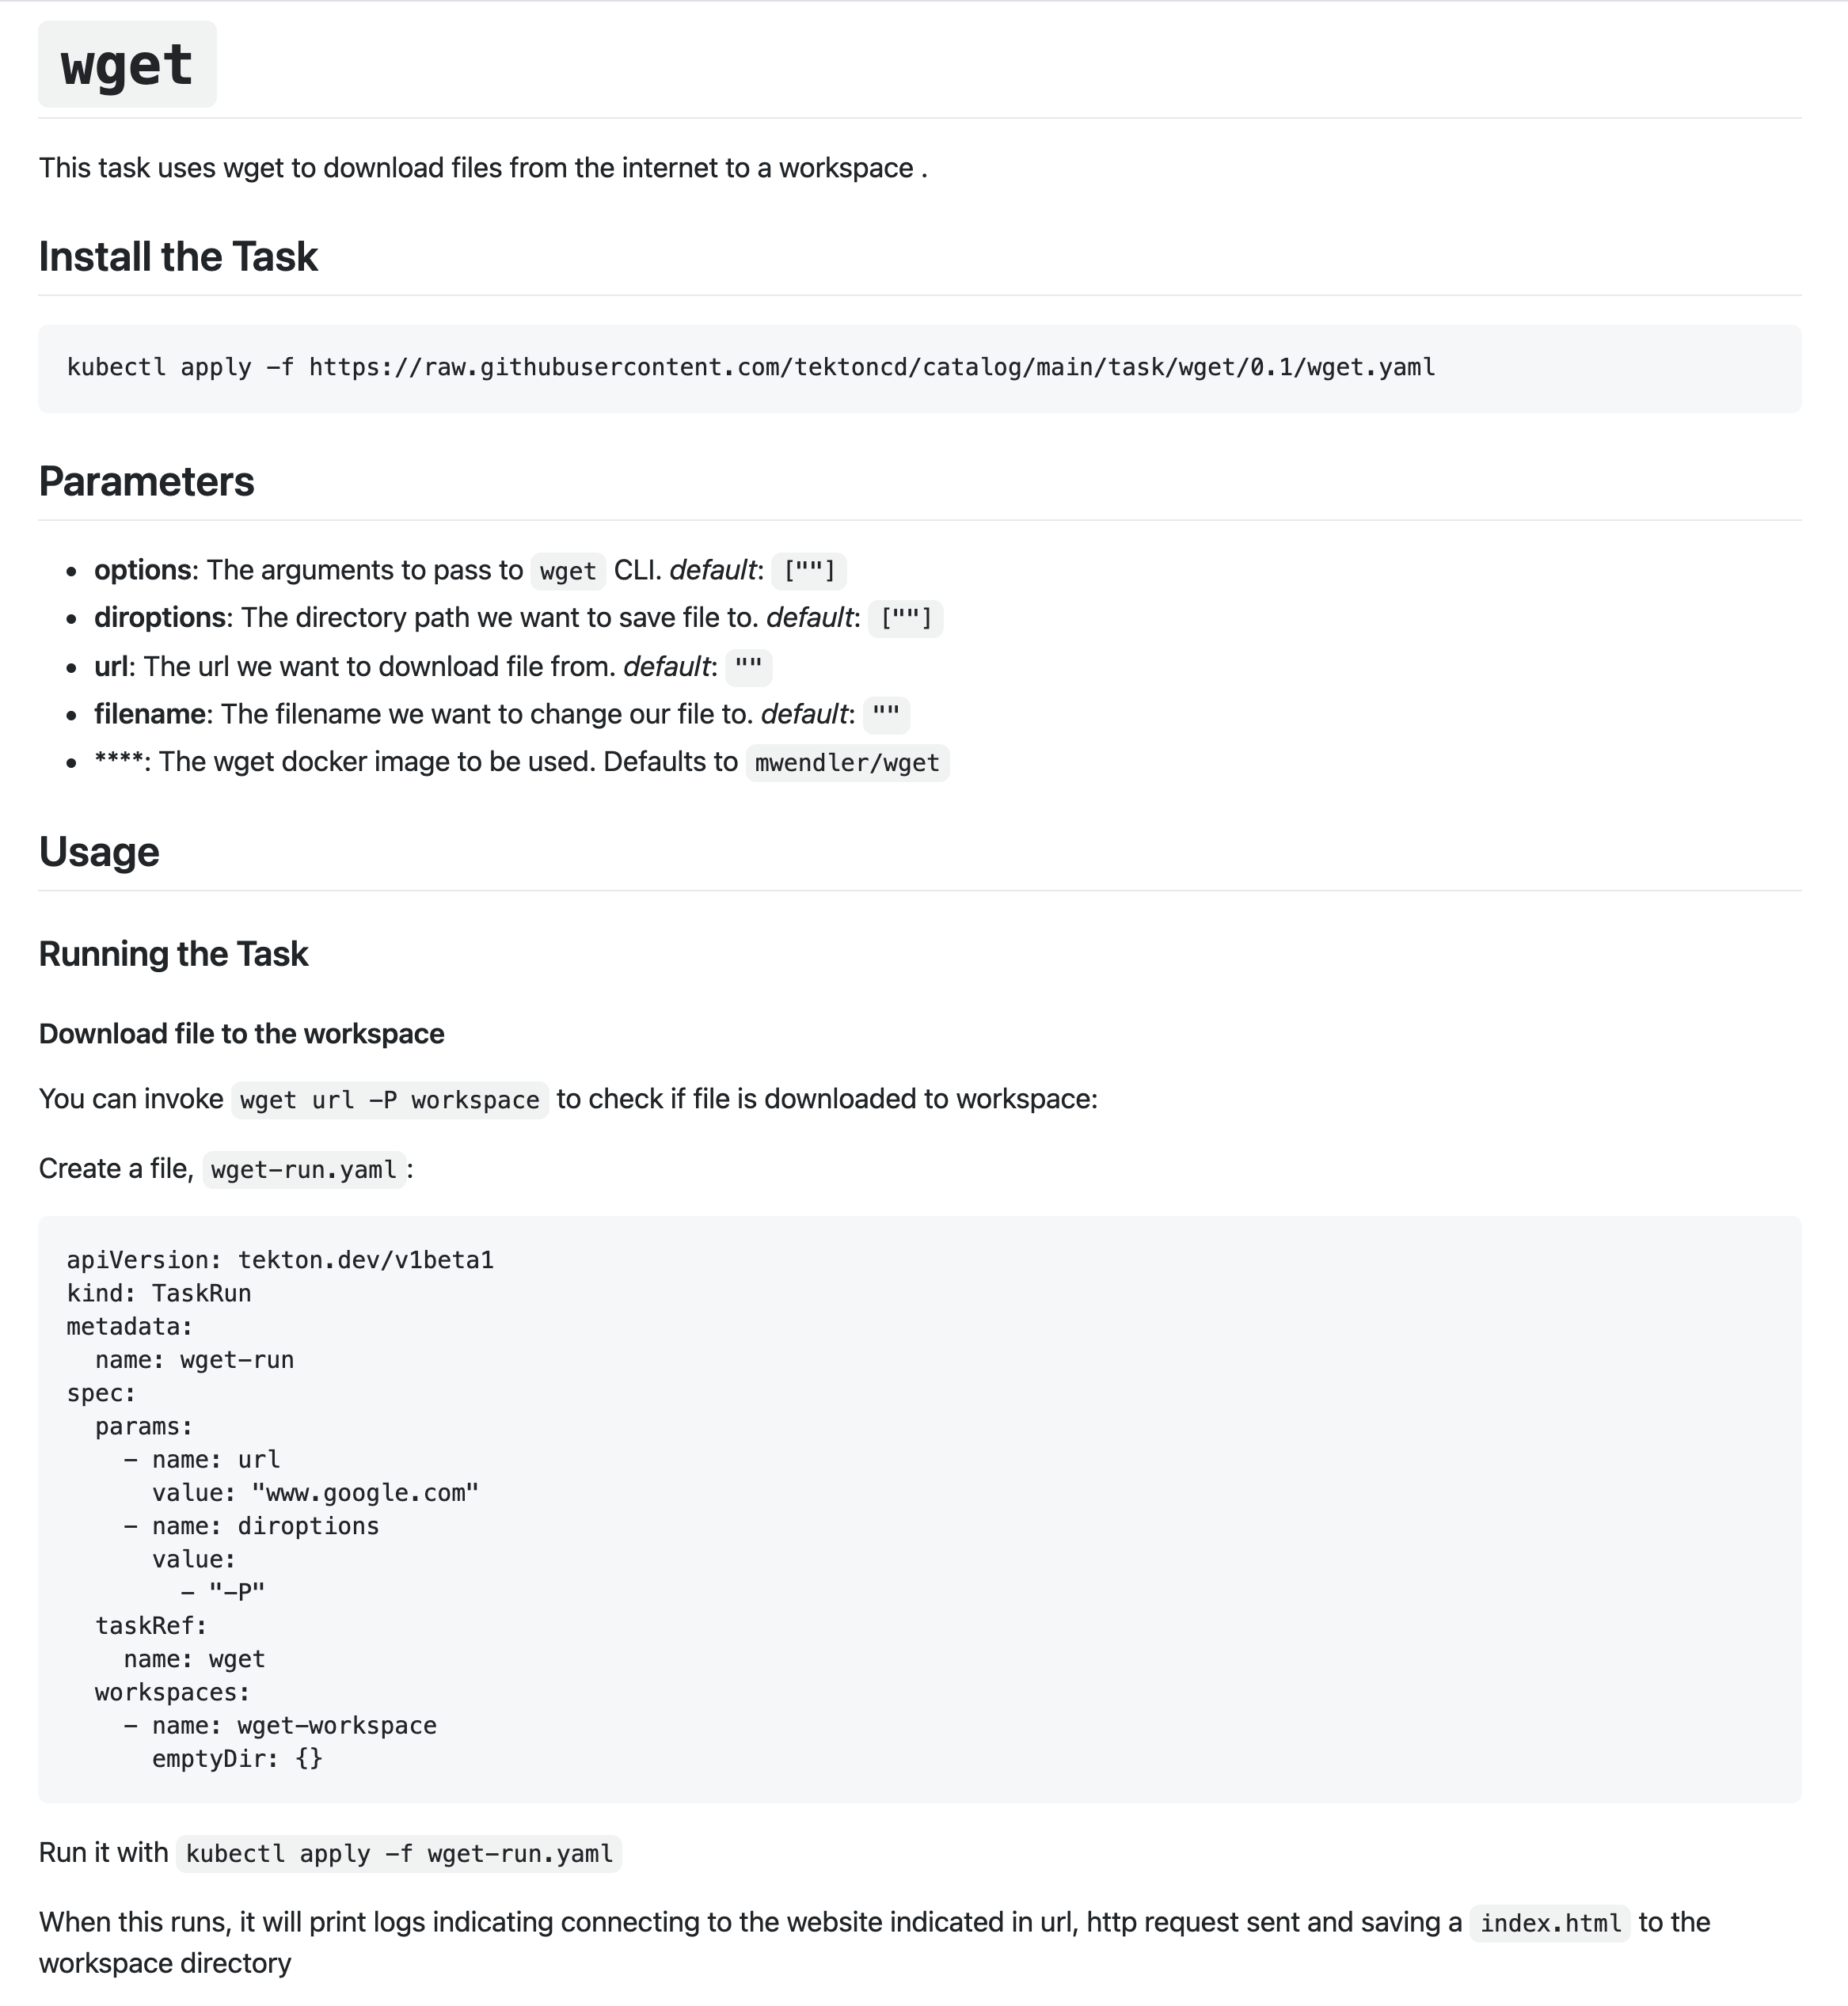 wget
This task uses wget to download files from the internet to a workspace .
Install the Task
kubectl apply -f https://raw.githubusercontent.com/tektoncd/catalog/main/task/wget/0.1/wget.yaml
Parameters
• options: The arguments to pass to wget CLI. default: [""]
• diroptions: The directory path we want to save file to. default: [""]
• url: The url we want to download file from. default: ""
• filename: The filename we want to change our file to. default: ""
• ****: The wget docker image to be used. Defaults to mwendler/wget
Usage
Running the Task
Download file to the workspace
You can invoke wget url -P workspace to check if file is downloaded to workspace:
Create a file, wget-run.yaml:
apiVersion: tekton.dev/v1beta1
kind: TaskRun
metadata:
  name: wget-run
spec:
  params:
    - name: url
      value: "www.google.com"
    - name: diroptions
      value:
        - "-P"
  taskRef:
    name: wget
  workspaces:
    - name: wget-workspace
      emptyDir: {}
Run it with kubectl apply -f wget-run.yaml
When this runs, it will print logs indicating connecting to the website indicated in url, http request sent and saving a index.html to the
workspace directory